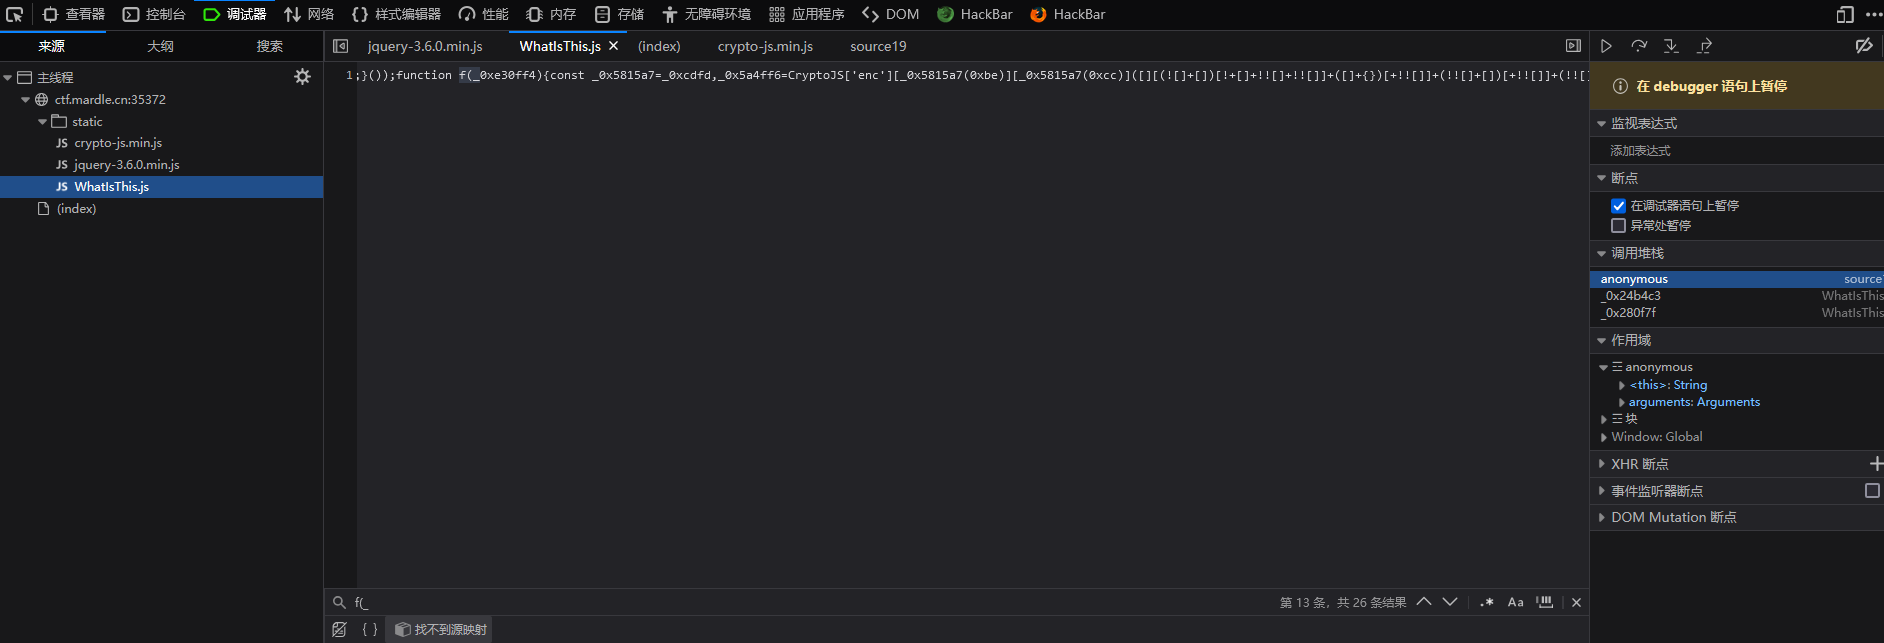 查看器 控制台 调试器 网络 {} 样式编辑器 性能 内存 存储 无障碍环境 应用程序 DOM HackBar HackBar
来源 大纲 搜索
jquery-3.6.0.min.js WhatIsThis.js (index) crypto-js.min.js source19
主线程
ctf.mardle.cn:35372
static
JS crypto-js.min.js
JS jquery-3.6.0.min.js
JS WhatIsThis.js
(index)
1 ;}());function f(_0xe30ff4){const _0x5815a7=_0xcdfd,_0x5a4ff6=CryptoJS['enc'][_0x5815a7(0xbe)][_0x5815a7(0xcc)]([][(![]+[])[!+[]+!![]+!![]]+([]+{})[+!![]]+(!![]+[])[+!![]]+(!![]
f(_
第 13 条，共 26 条结果 .* Aa
{ } 找不到源映射
在 debugger 语句上暂停
监视表达式
添加表达式
断点
在调试器语句上暂停
异常处暂停
调用堆栈
anonymous source
_0x24b4c3 WhatIsThis
_0x280f7f WhatIsThis
作用域
anonymous
<this>: String
arguments: Arguments
块
Window: Global
XHR 断点
事件监听器断点
DOM Mutation 断点